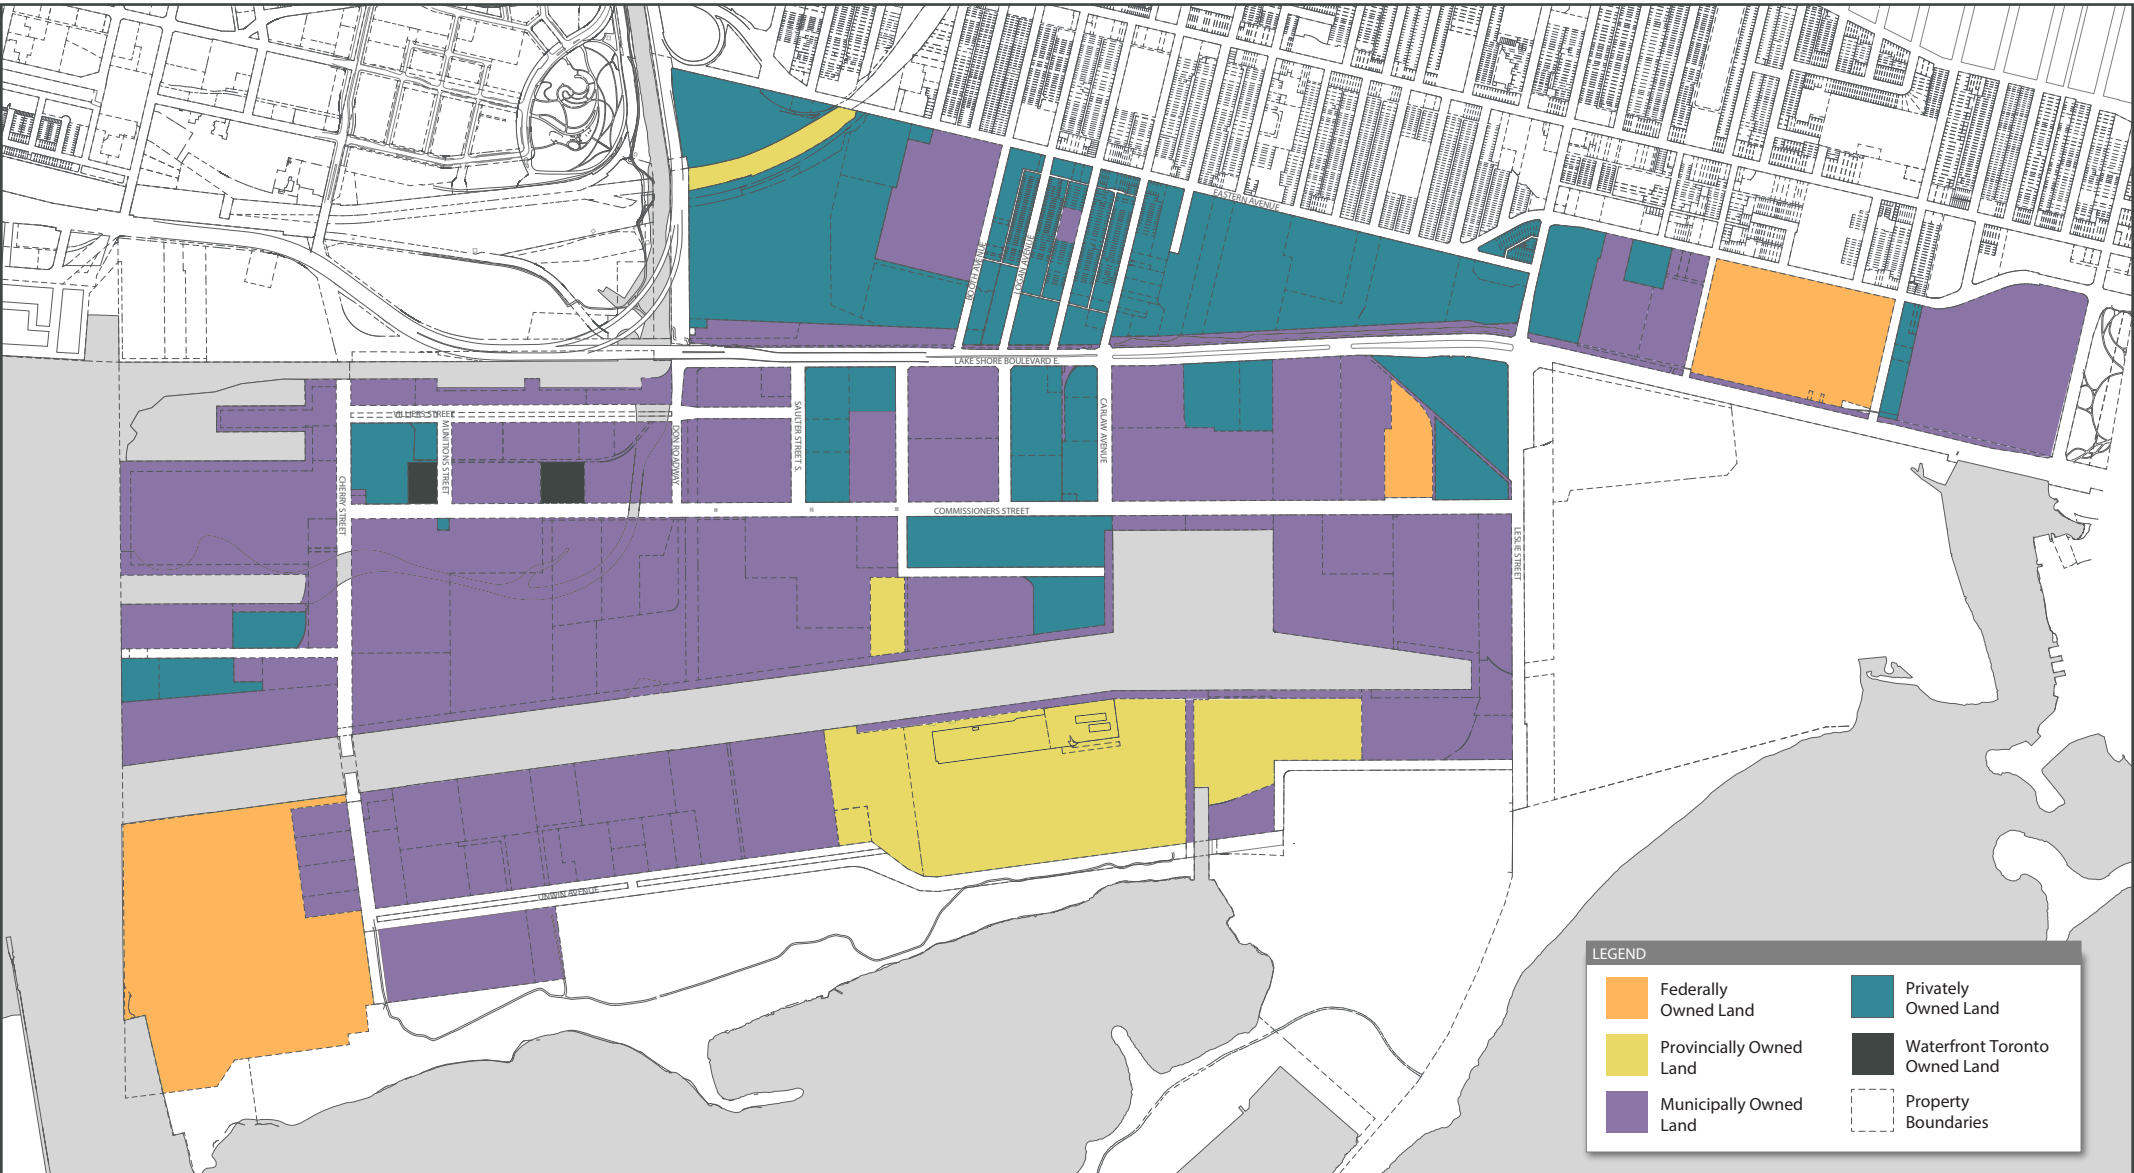 EASTERN AVENUE
BOOTH AVENUE
LOGAN AVENUE
LAKE SHORE BOULEVARD E.
VILLIERS STREET
MUNITIONS STREET
DON ROADWAY
SAULTER STREET S.
CARLAW AVENUE
CHERRY STREET
COMMISSIONERS STREET
LESLIE STREET
UNWIN AVENUE
LEGEND
Federally
Owned Land
Provincially Owned
Land
Municipally Owned
Land
Privately
Owned Land
Waterfront Toronto
Owned Land
Property
Boundaries